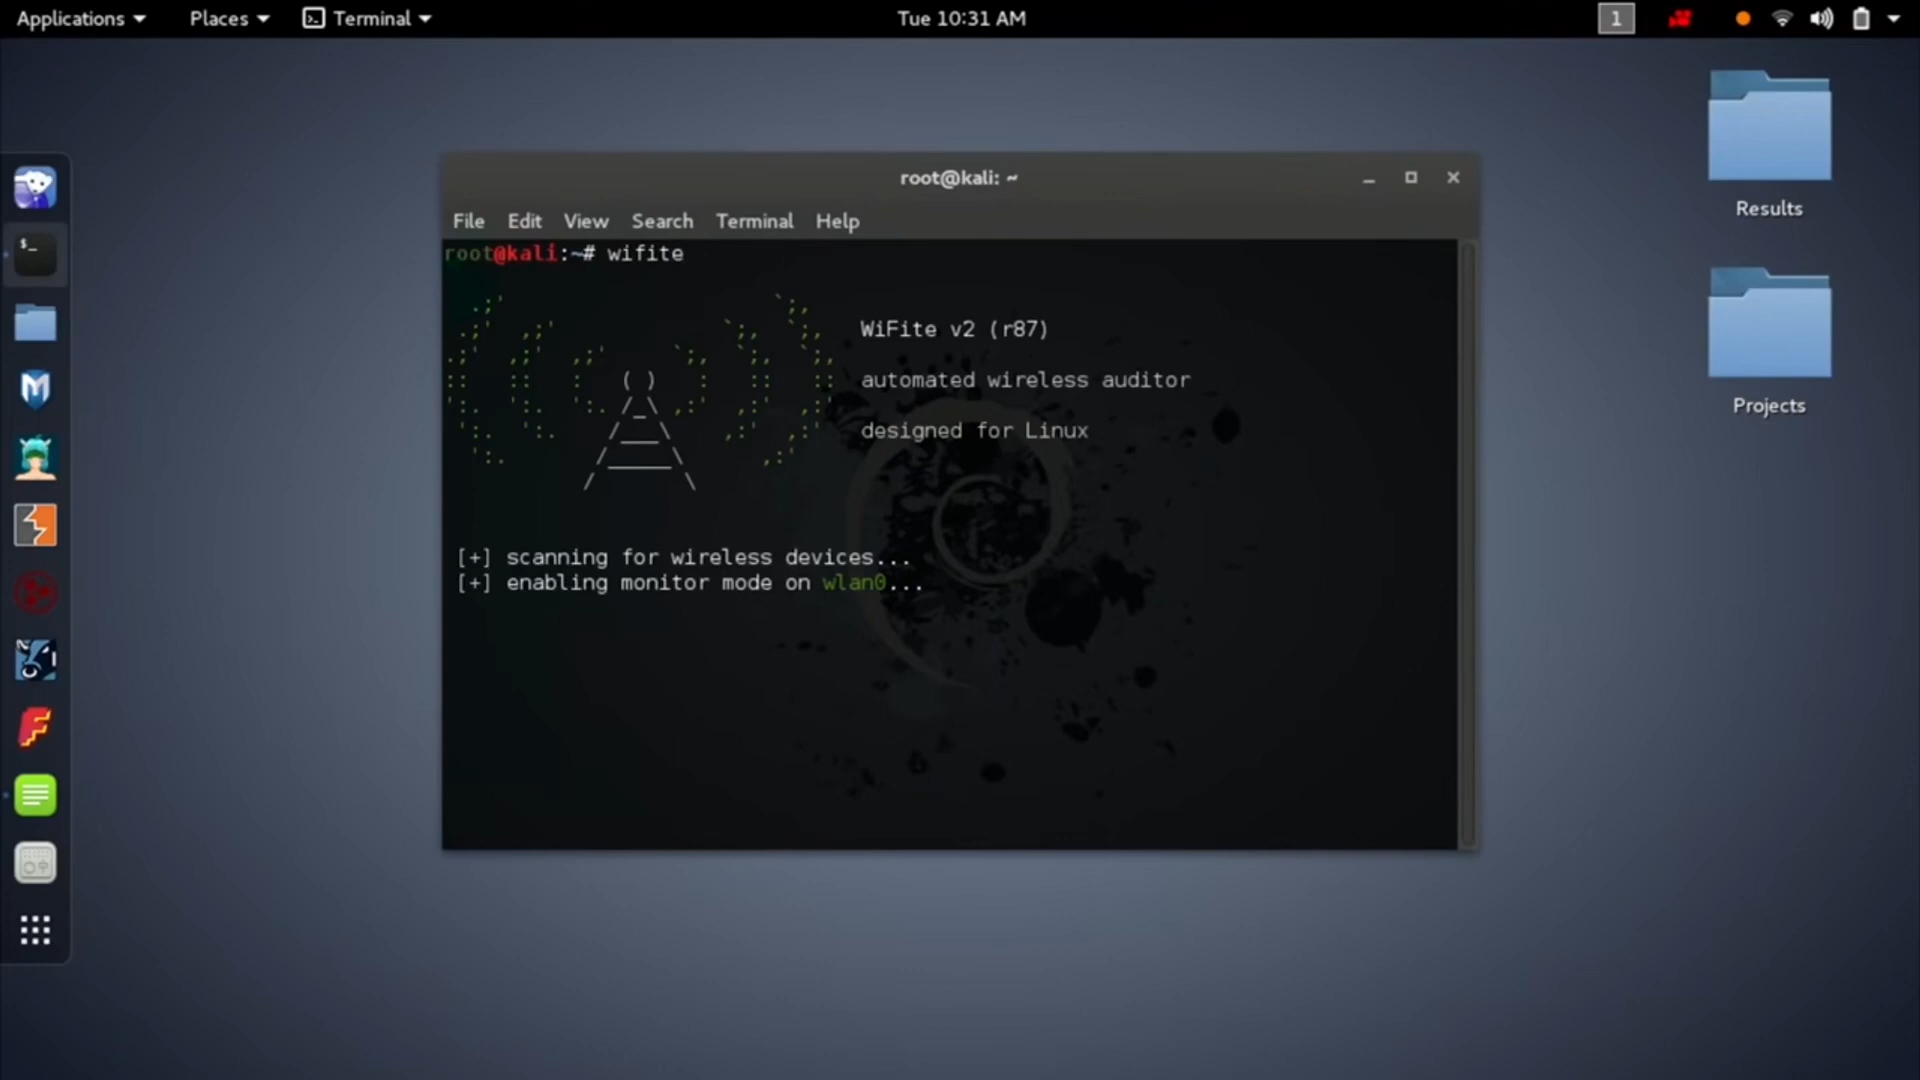 Applications Places Terminal Tue 10:31 AM 1
Results
Projects
root@kali: ~
File Edit View Search Terminal Help
root@kali:~# wifite
WiFite v2 (r87)
automated wireless auditor
designed for Linux
[+] scanning for wireless devices...
[+] enabling monitor mode on wlan0...